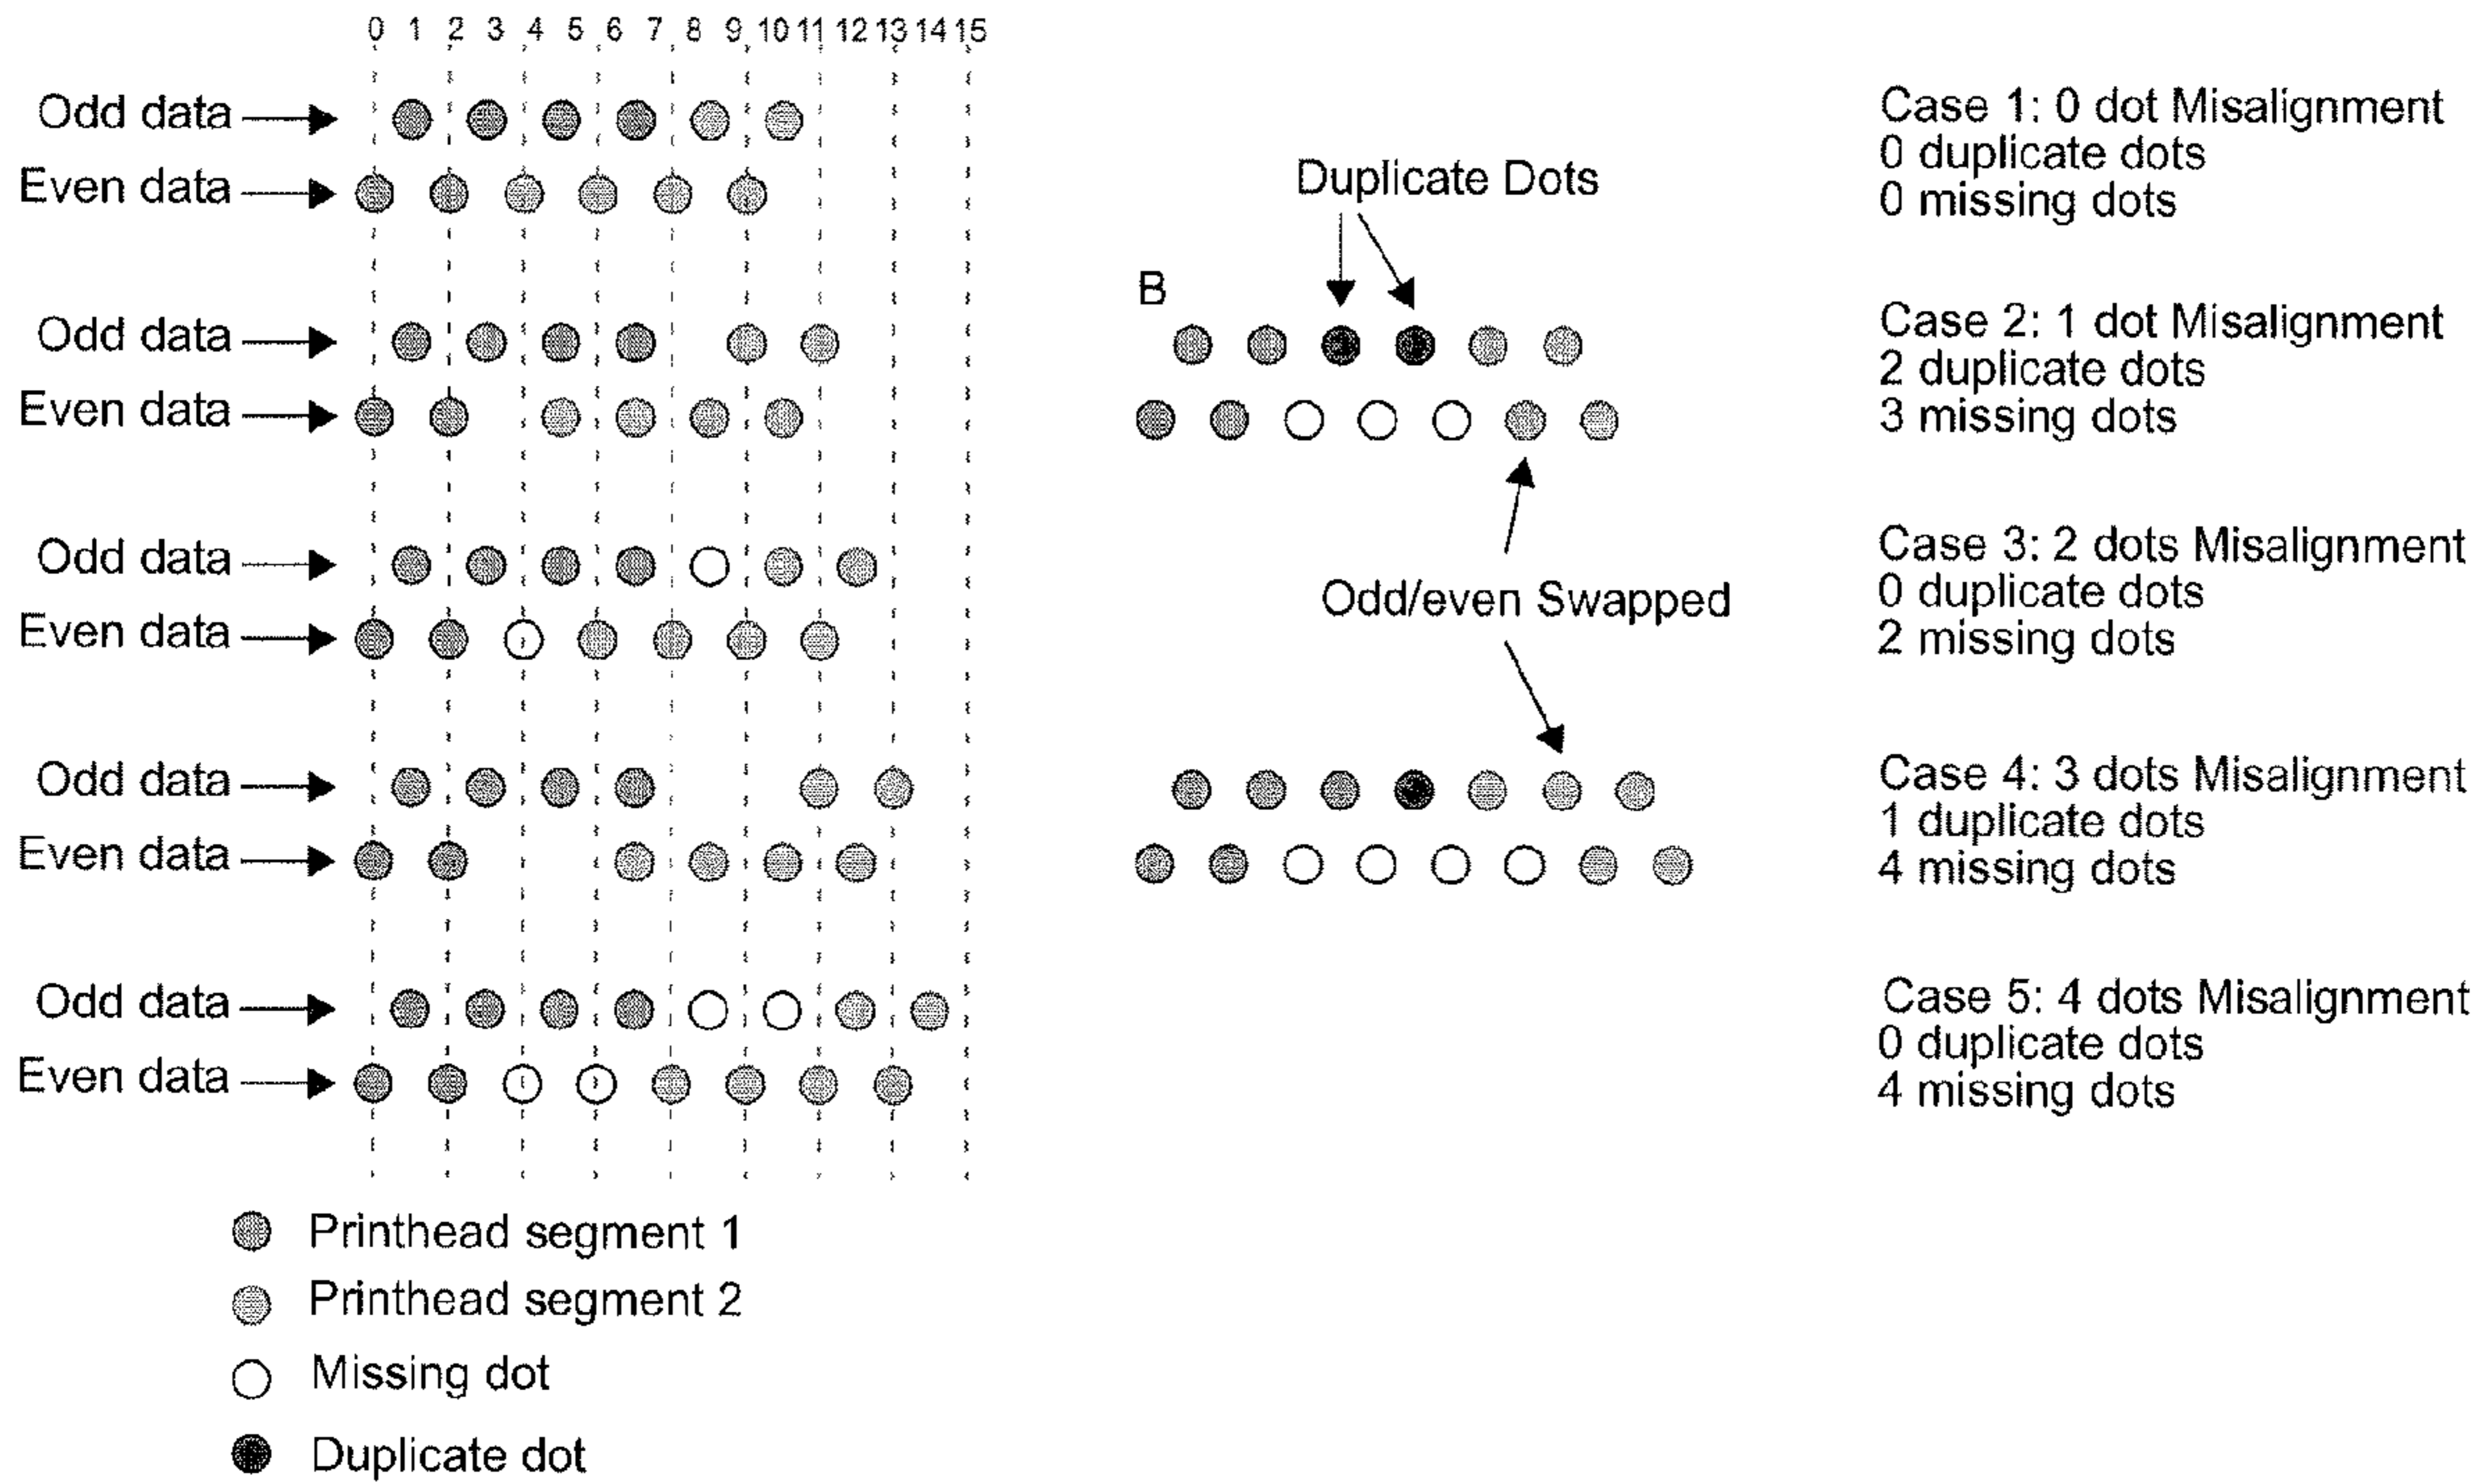 0 1 2 3 4 5 6 7 8 9 10 11 12 13 14 15
Odd data
Even data
Case 1: 0 dot Misalignment
0 duplicate dots
0 missing dots
Duplicate Dots
B
Odd data
Even data
Case 2: 1 dot Misalignment
2 duplicate dots
3 missing dots
Odd data
Even data
Odd/even Swapped
Case 3: 2 dots Misalignment
0 duplicate dots
2 missing dots
Odd data
Even data
Case 4: 3 dots Misalignment
1 duplicate dots
4 missing dots
Odd data
Even data
Case 5: 4 dots Misalignment
0 duplicate dots
4 missing dots
Printhead segment 1
Printhead segment 2
Missing dot
Duplicate dot